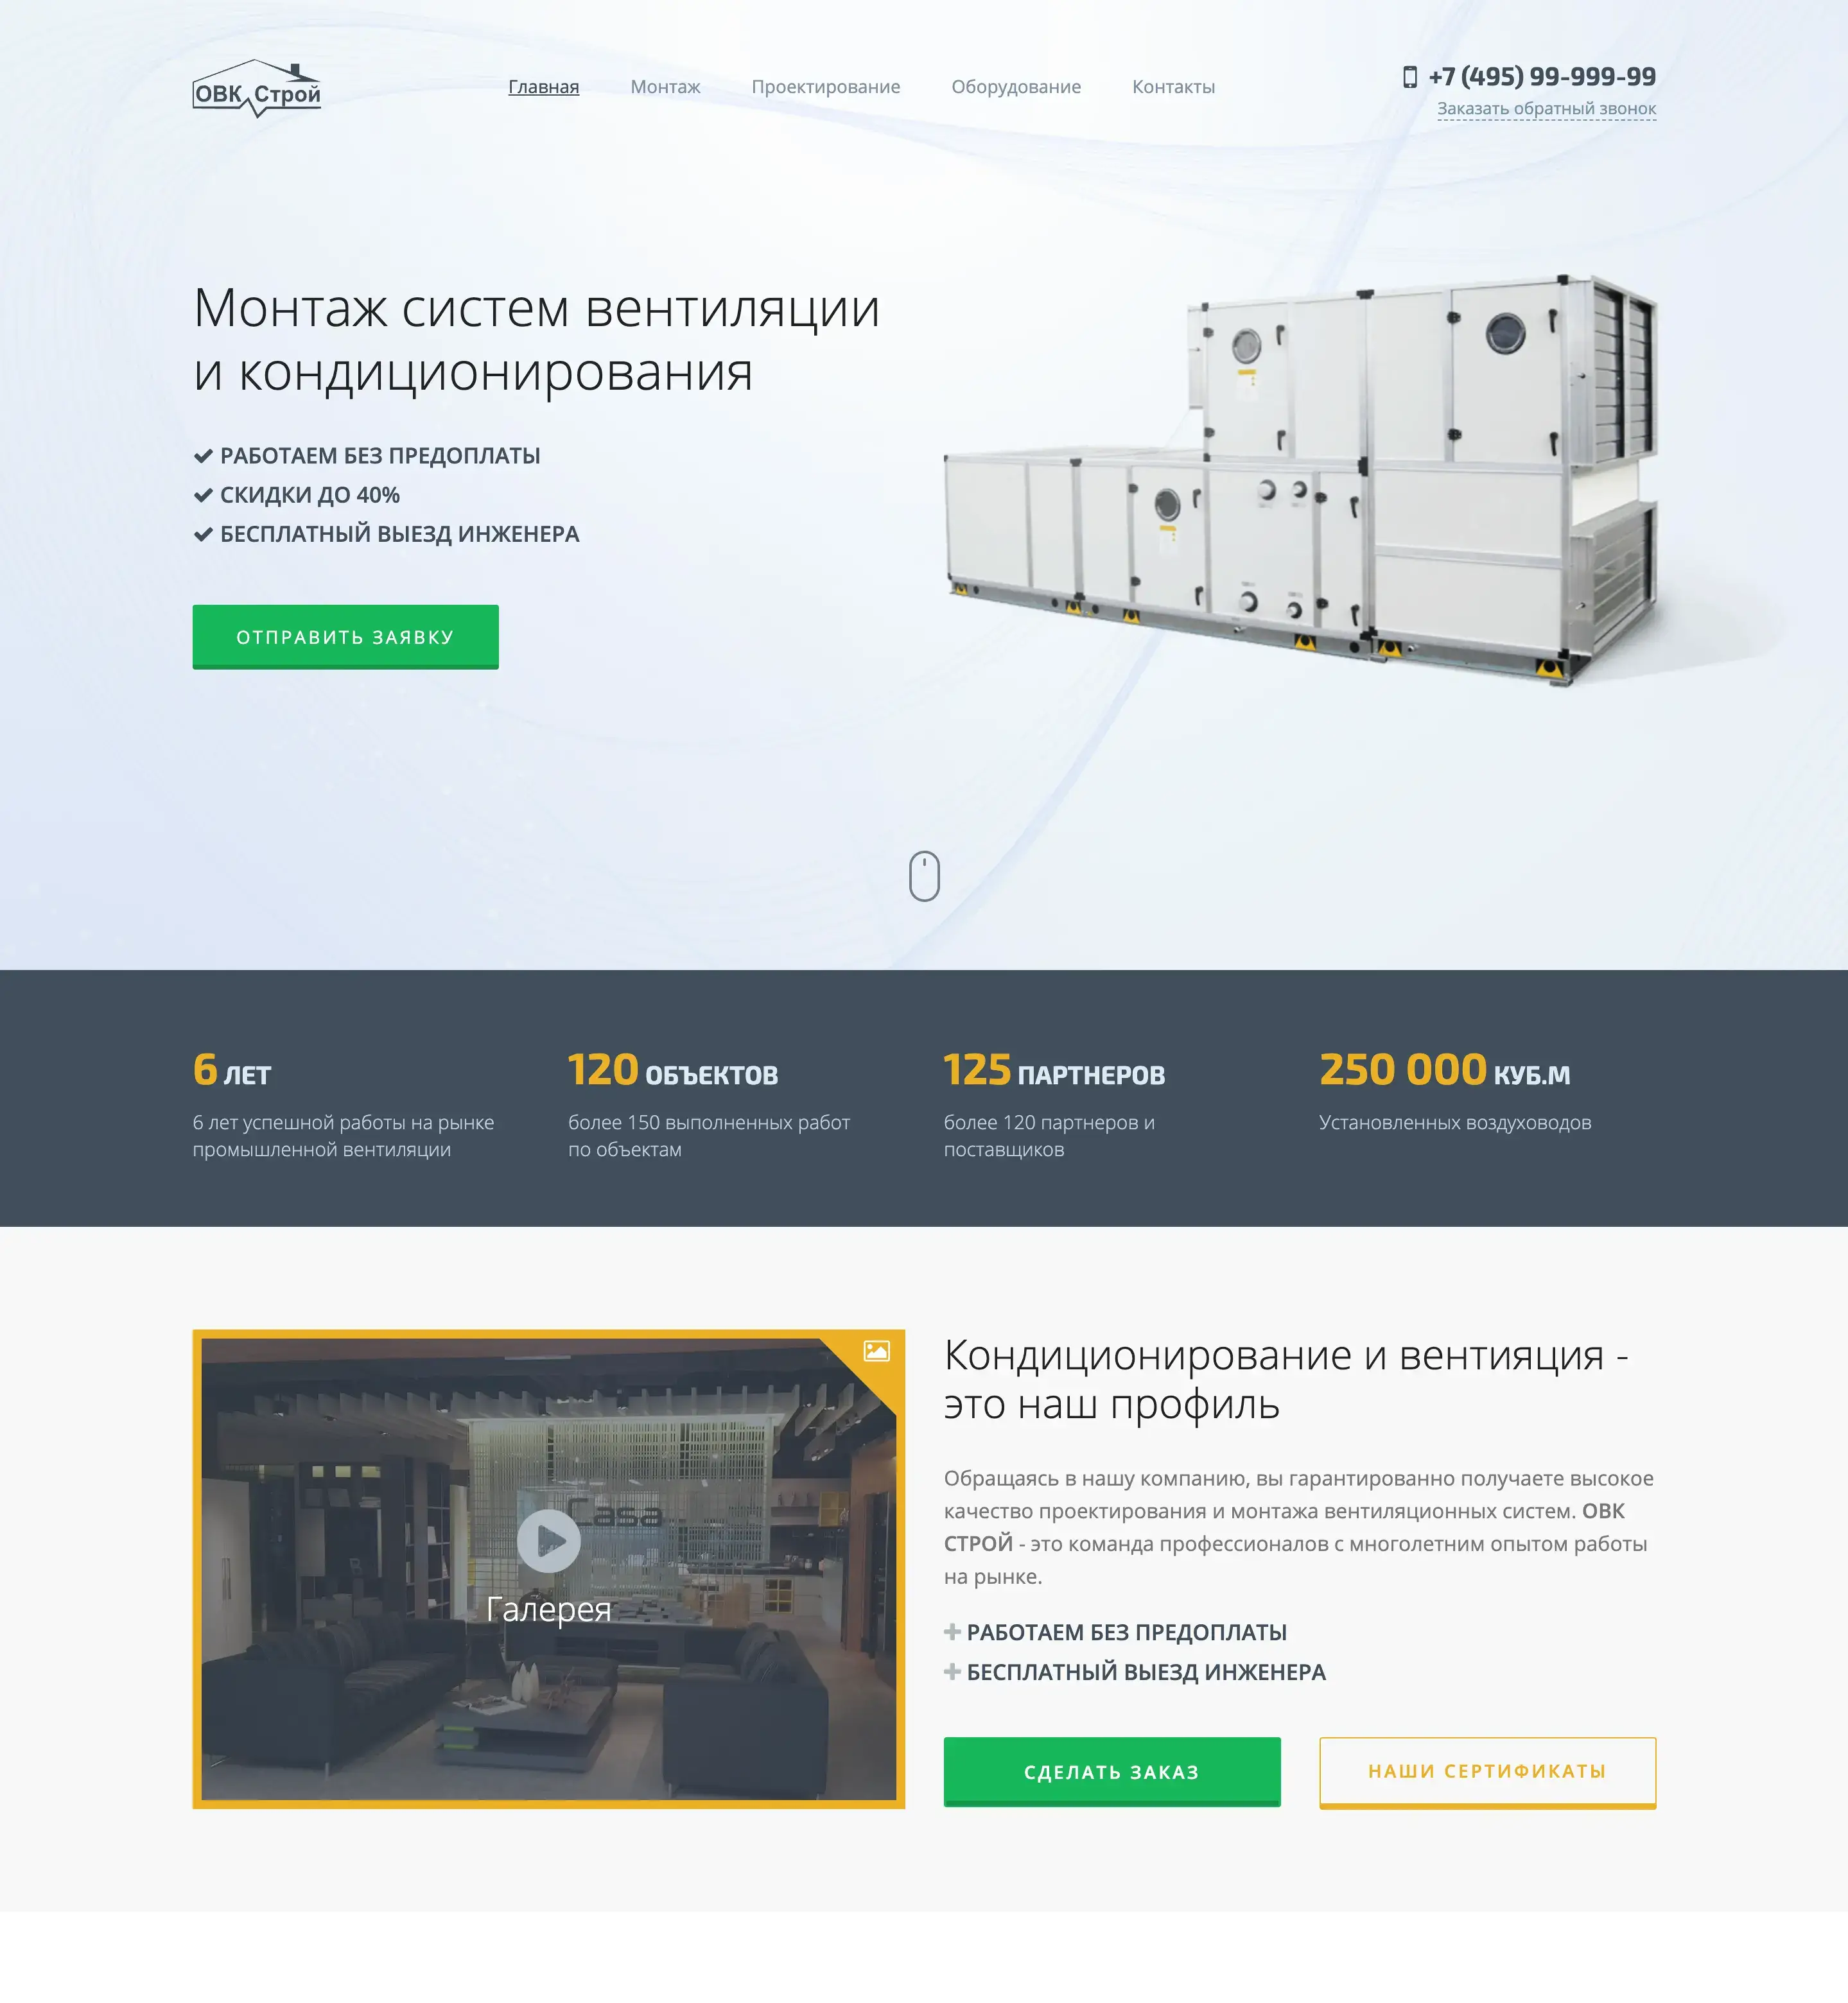 ОВК Строй
Главная
Монтаж
Проектирование
Оборудование
Контакты
+7 (495) 99-999-99
Заказать обратный звонок
Монтаж систем вентиляции
и кондиционирования
РАБОТАЕМ БЕЗ ПРЕДОПЛАТЫ
СКИДКИ ДО 40%
БЕСПЛАТНЫЙ ВЫЕЗД ИНЖЕНЕРА
ОТПРАВИТЬ ЗАЯВКУ
6 ЛЕТ
6 лет успешной работы на рынке
промышленной вентиляции
120 ОБЪЕКТОВ
более 150 выполненных работ
по объектам
125 ПАРТНЕРОВ
более 120 партнеров и
поставщиков
250 000 КУБ.М
Установленных воздуховодов
Casa
Галерея
Кондиционирование и вентияция -
это наш профиль
Обращаясь в нашу компанию, вы гарантированно получаете высокое
качество проектирования и монтажа вентиляционных систем. ОВК
СТРОЙ - это команда профессионалов с многолетним опытом работы
на рынке.
РАБОТАЕМ БЕЗ ПРЕДОПЛАТЫ
БЕСПЛАТНЫЙ ВЫЕЗД ИНЖЕНЕРА
СДЕЛАТЬ ЗАКАЗ
НАШИ СЕРТИФИКАТЫ